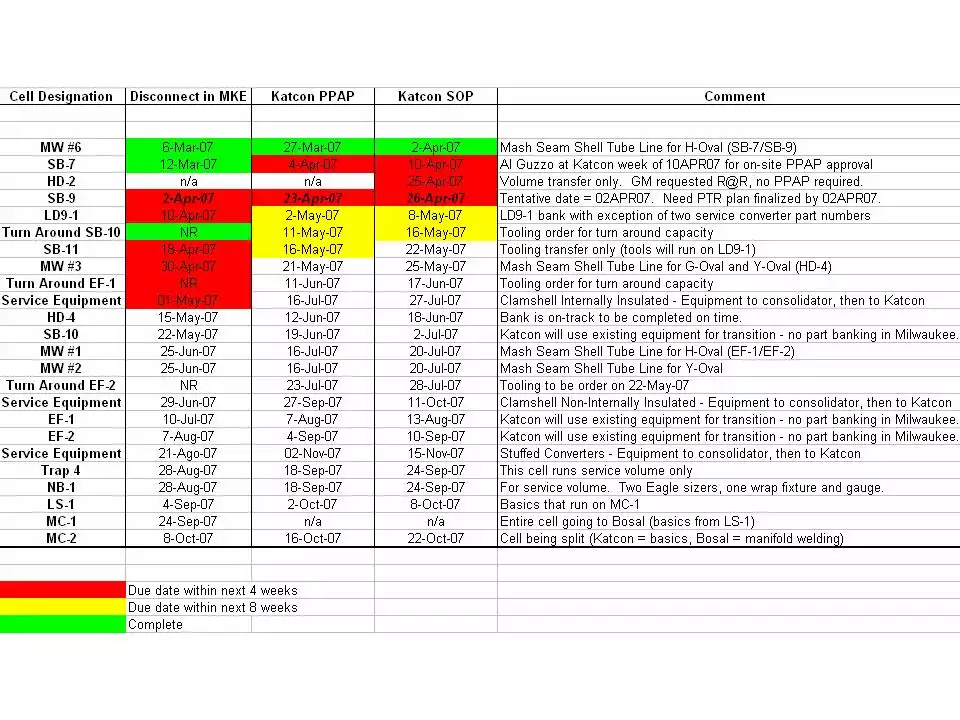 Cell Designation Disconnect in MKE Katcon PPAP Katcon SOP Comment
MW #6 6-Mar-07 27-Mar-07 2-Apr-07 Mash Seam Shell Tube Line for H-Oval (SB-7/SB-9)
SB-7 12-Mar-07 4-Apr-07 10-Apr-07 Al Guzzo at Katcon week of 10APR07 for on-site PPAP approval
HD-2 n/a n/a 25-Apr-07 Volume transfer only. GM requested R@R, no PPAP required.
SB-9 2-Apr-07 23-Apr-07 26-Apr-07 Tentative date = 02APR07. Need PTR plan finalized by 02APR07.
LD9-1 10-Apr-07 2-May-07 8-May-07 LD9-1 bank with exception of two service converter part numbers
Turn Around SB-10 NR 11-May-07 16-May-07 Tooling order for turn around capacity
SB-11 18-Apr-07 16-May-07 22-May-07 Tooling transfer only (tools will run on LD9-1)
MW #3 30-Apr-07 21-May-07 25-May-07 Mash Seam Shell Tube Line for G-Oval and Y-Oval (HD-4)
Turn Around EF-1 NR 11-Jun-07 17-Jun-07 Tooling order for turn around capacity
Service Equipment 01-May-07 16-Jul-07 27-Jul-07 Clamshell Internally Insulated - Equipment to consolidator, then to Katcon
HD-4 15-May-07 12-Jun-07 18-Jun-07 Bank is on-track to be completed on time.
SB-10 22-May-07 19-Jun-07 2-Jul-07 Katcon will use existing equipment for transition - no part banking in Milwaukee.
MW #1 25-Jun-07 16-Jul-07 20-Jul-07 Mash Seam Shell Tube Line for H-Oval (EF-1/EF-2)
MW #2 25-Jun-07 16-Jul-07 20-Jul-07 Mash Seam Shell Tube Line for Y-Oval
Turn Around EF-2 NR 23-Jul-07 28-Jul-07 Tooling to be order on 22-May-07
Service Equipment 29-Jun-07 27-Sep-07 11-Oct-07 Clamshell Non-Internally Insulated - Equipment to consolidator, then to Katcon
EF-1 10-Jul-07 7-Aug-07 13-Aug-07 Katcon will use existing equipment for transition - no part banking in Milwaukee.
EF-2 7-Aug-07 4-Sep-07 10-Sep-07 Katcon will use existing equipment for transition - no part banking in Milwaukee.
Service Equipment 21-Ago-07 02-Nov-07 15-Nov-07 Stuffed Converters - Equipment to consolidator, then to Katcon
Trap 4 28-Aug-07 18-Sep-07 24-Sep-07 This cell runs service volume only
NB-1 28-Aug-07 18-Sep-07 24-Sep-07 For service volume. Two Eagle sizers, one wrap fixture and gauge.
LS-1 4-Sep-07 2-Oct-07 8-Oct-07 Basics that run on MC-1
MC-1 24-Sep-07 n/a n/a Entire cell going to Bosal (basics from LS-1)
MC-2 8-Oct-07 16-Oct-07 22-Oct-07 Cell being split (Katcon = basics, Bosal = manifold welding)
Due date within next 4 weeks
Due date within next 8 weeks
Complete